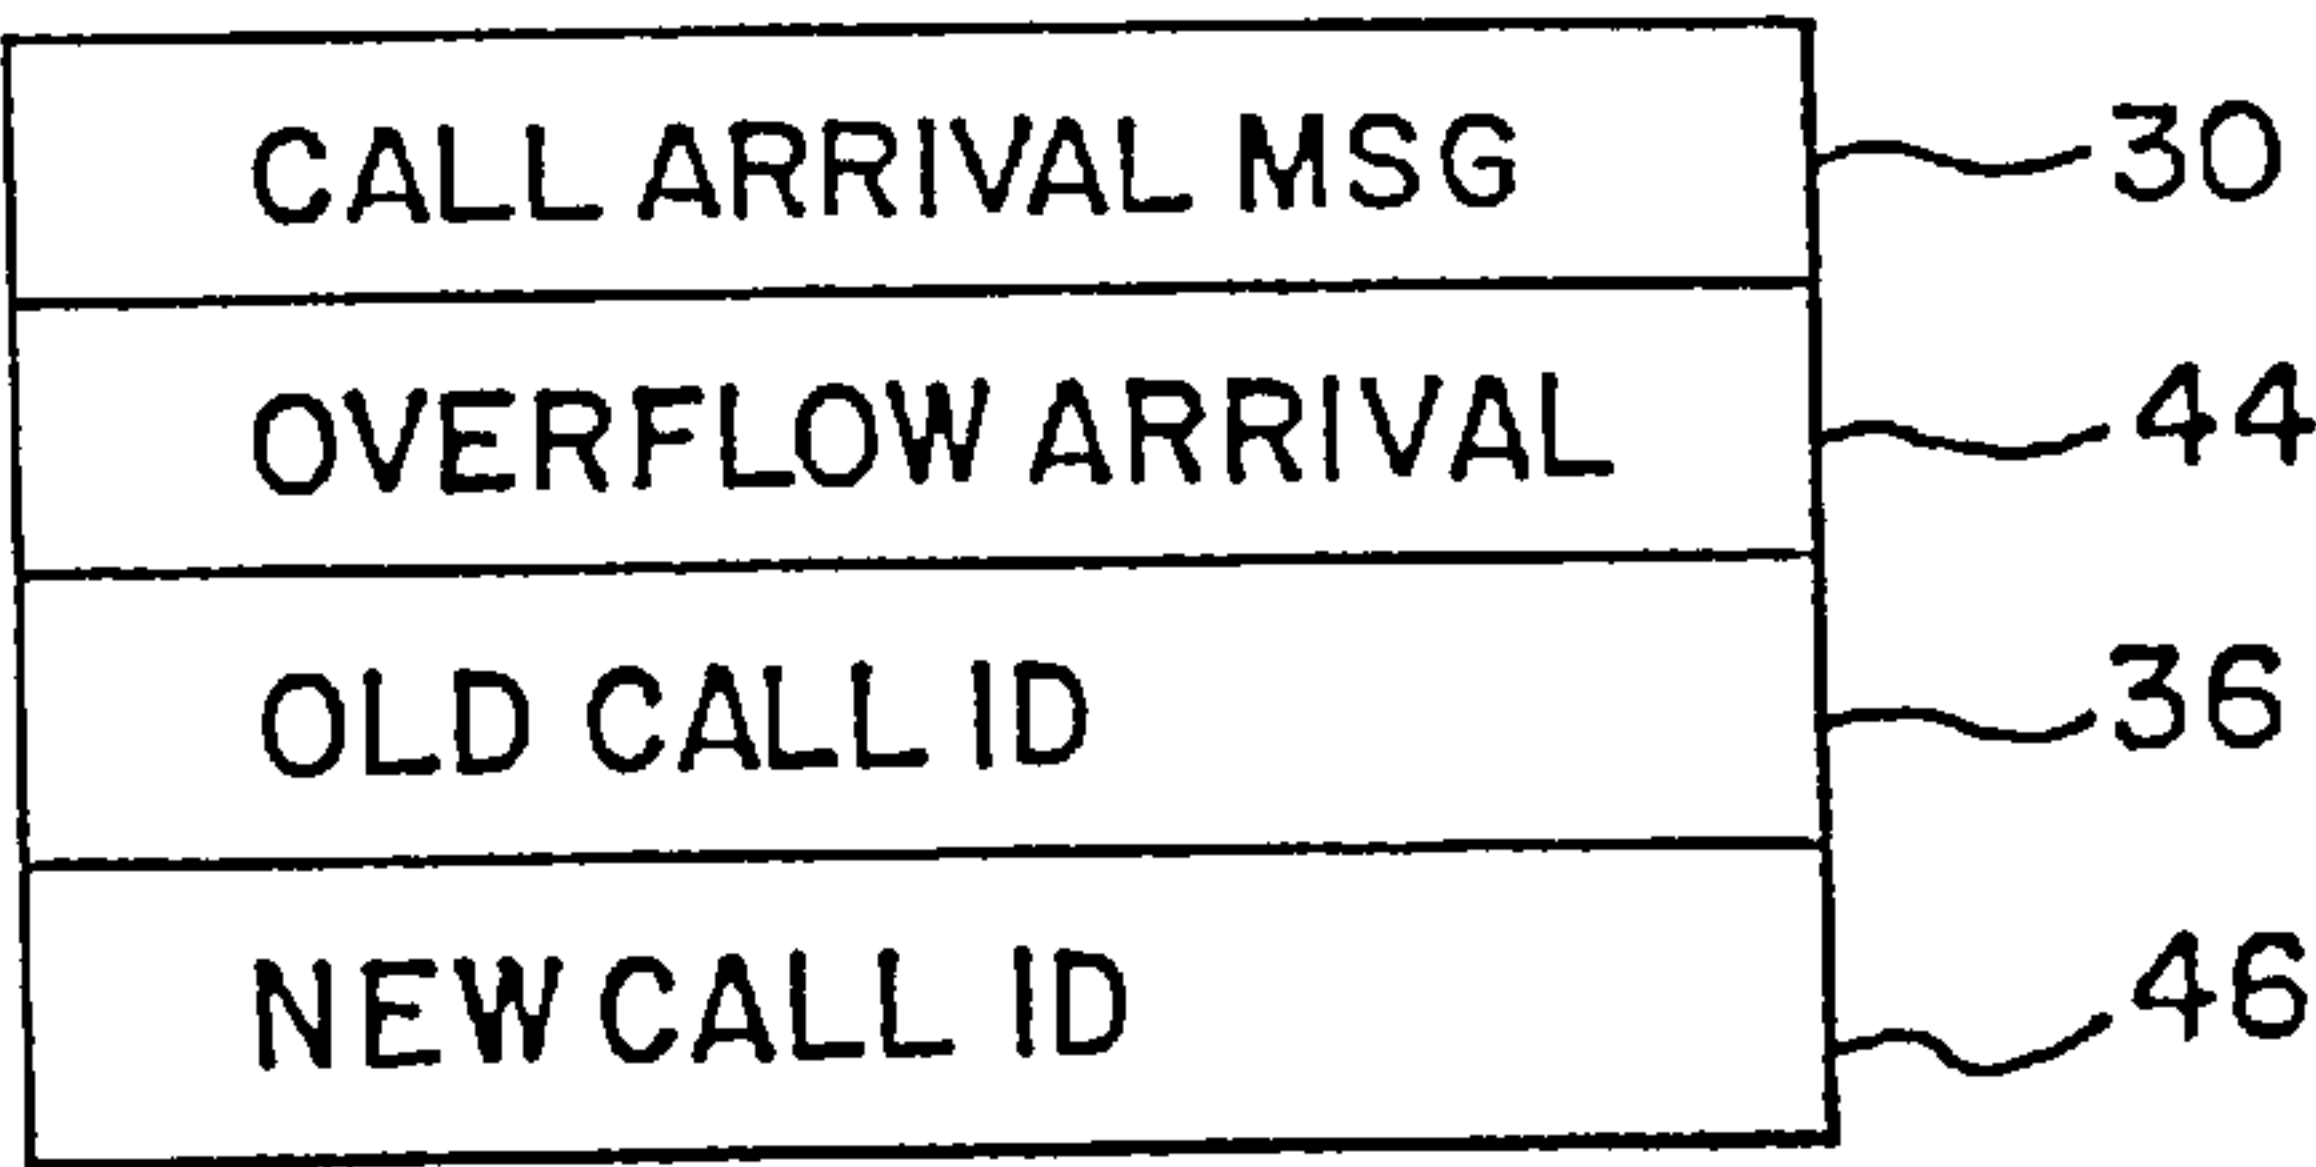 CALL ARRIVAL MSG 30
OVERFLOW ARRIVAL 44
OLD CALL ID 36
NEW CALL ID 46